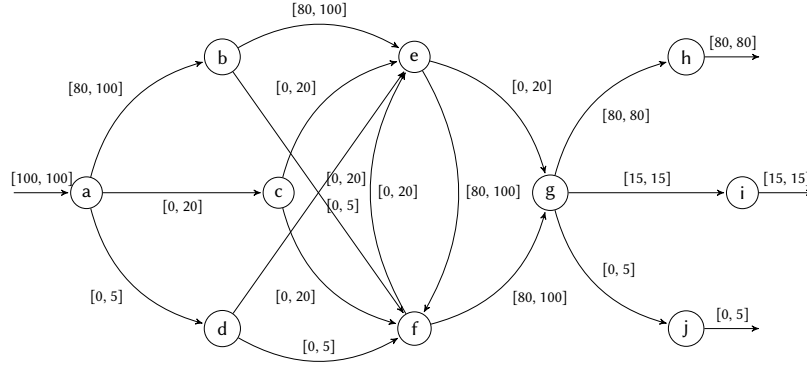 [80, 100]
b
e
h
[80, 80]
[80, 100]
[0, 20]
[0, 20]
[80, 80]
[100, 100]
a
[0, 20]
c
[0, 20]
[0, 5]
[0, 20]
[80, 100]
g
[15, 15]
i
[15, 15]
[0, 5]
[0, 20]
[80, 100]
[0, 5]
d
[0, 5]
f
j
[0, 5]